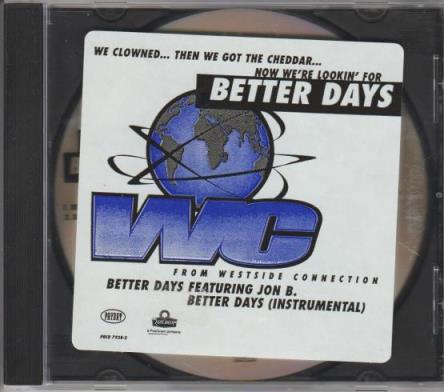 WE CLOWNED... THEN WE GOT THE CHEDDAR...
NOW WE'RE LOOKIN' FOR
BETTER DAYS
WC
FROM WESTSIDE CONNECTION
BETTER DAYS FEATURING JON B.
BETTER DAYS (INSTRUMENTAL)
PAYDAY